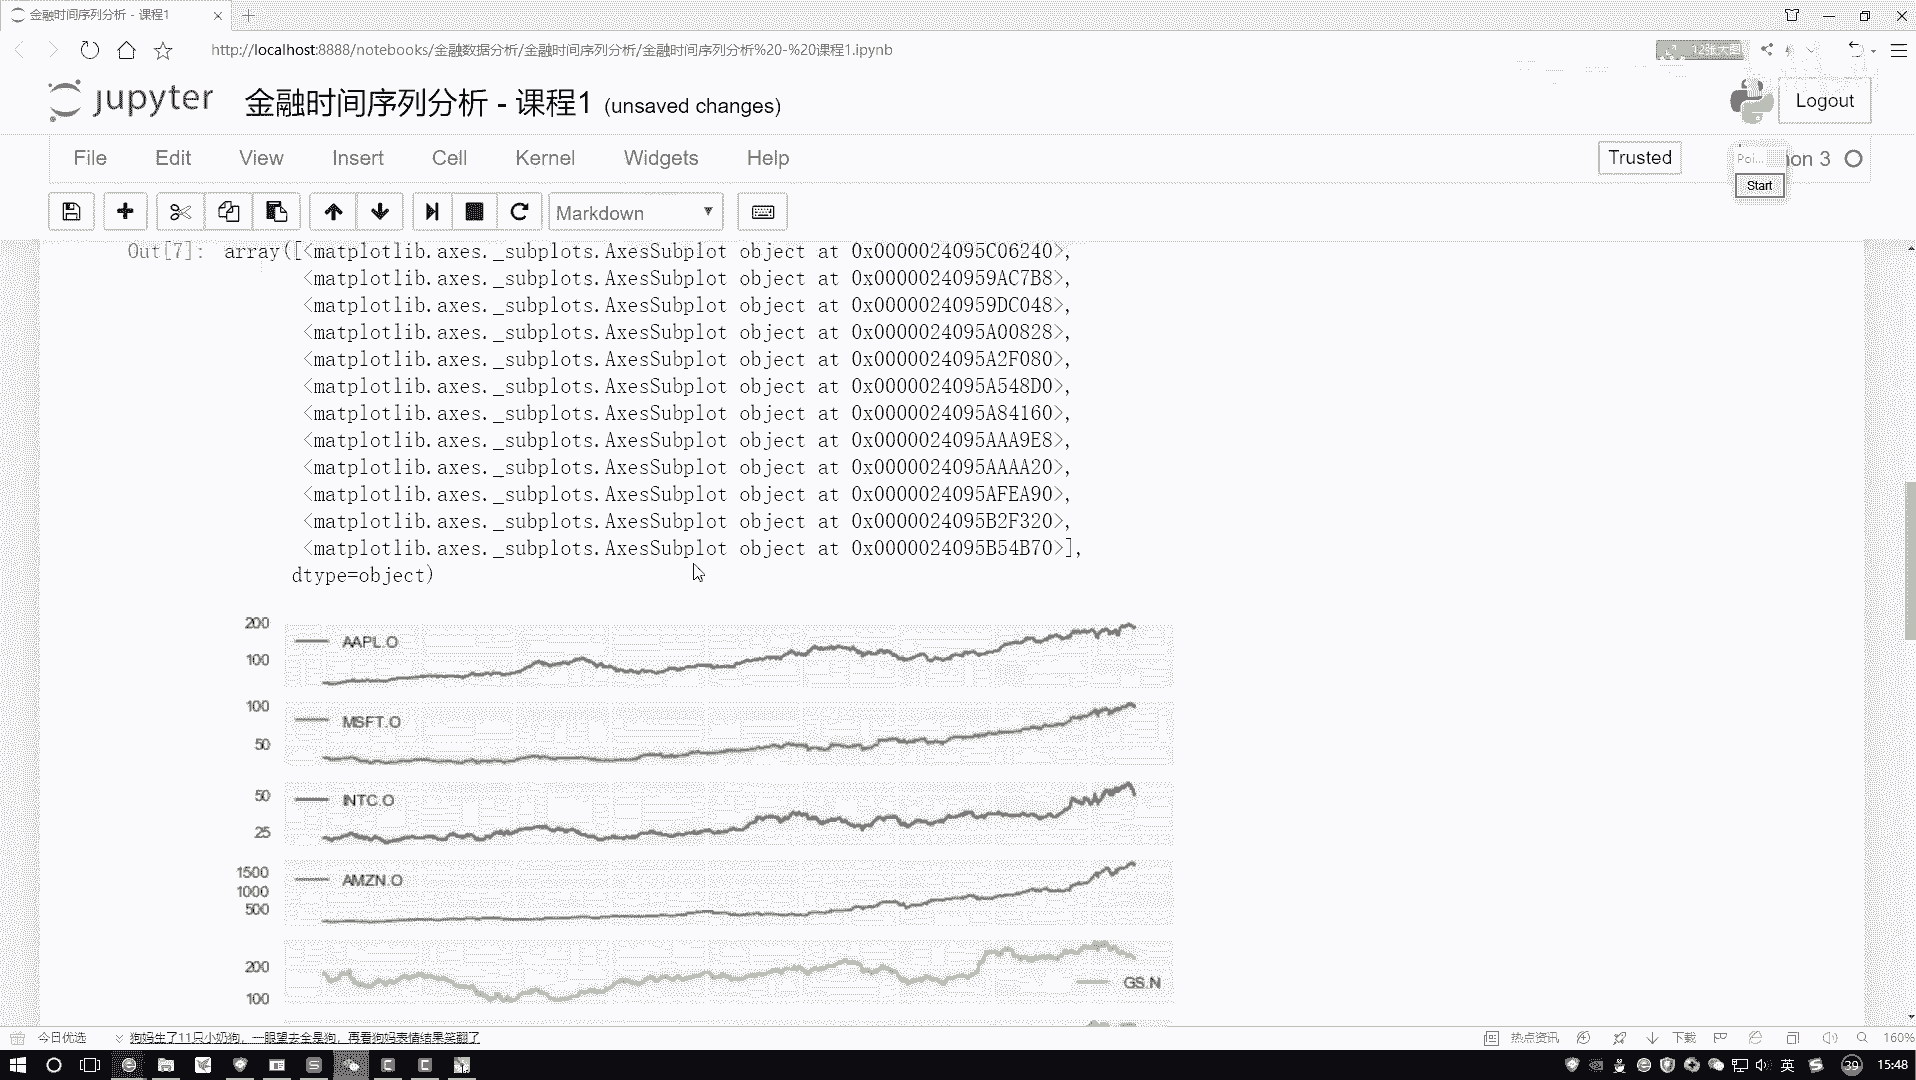 金融时间序列分析 - 课程1
http://localhost:8888/notebooks/金融数据分析/金融时间序列分析/金融时间序列分析%20-%20课程1.ipynb
12张大图
jupyter 金融时间序列分析 - 课程1 (unsaved changes)
Logout
File Edit View Insert Cell Kernel Widgets Help
Trusted
Poi... hon 3
Start
Markdown
Out[7]: array([<matplotlib.axes._subplots.AxesSubplot object at 0x0000024095C06240>,
<matplotlib.axes._subplots.AxesSubplot object at 0x00000240959AC7B8>,
<matplotlib.axes._subplots.AxesSubplot object at 0x00000240959DC048>,
<matplotlib.axes._subplots.AxesSubplot object at 0x0000024095A00828>,
<matplotlib.axes._subplots.AxesSubplot object at 0x0000024095A2F080>,
<matplotlib.axes._subplots.AxesSubplot object at 0x0000024095A548D0>,
<matplotlib.axes._subplots.AxesSubplot object at 0x0000024095A84160>,
<matplotlib.axes._subplots.AxesSubplot object at 0x0000024095AAA9E8>,
<matplotlib.axes._subplots.AxesSubplot object at 0x0000024095AAAA20>,
<matplotlib.axes._subplots.AxesSubplot object at 0x0000024095AFEA90>,
<matplotlib.axes._subplots.AxesSubplot object at 0x0000024095B2F320>,
<matplotlib.axes._subplots.AxesSubplot object at 0x0000024095B54B70>],
dtype=object)
200
AAPL.O
100
100
MSFT.O
50
50
INTC.O
25
1500
AMZN.O
1000
500
200
GS.N
100
今日优选 狗妈生了11只小奶狗，一眼望去全是狗，再看狗妈表情结果笑翻了
热点资讯 下载 160%
英 39 15:48